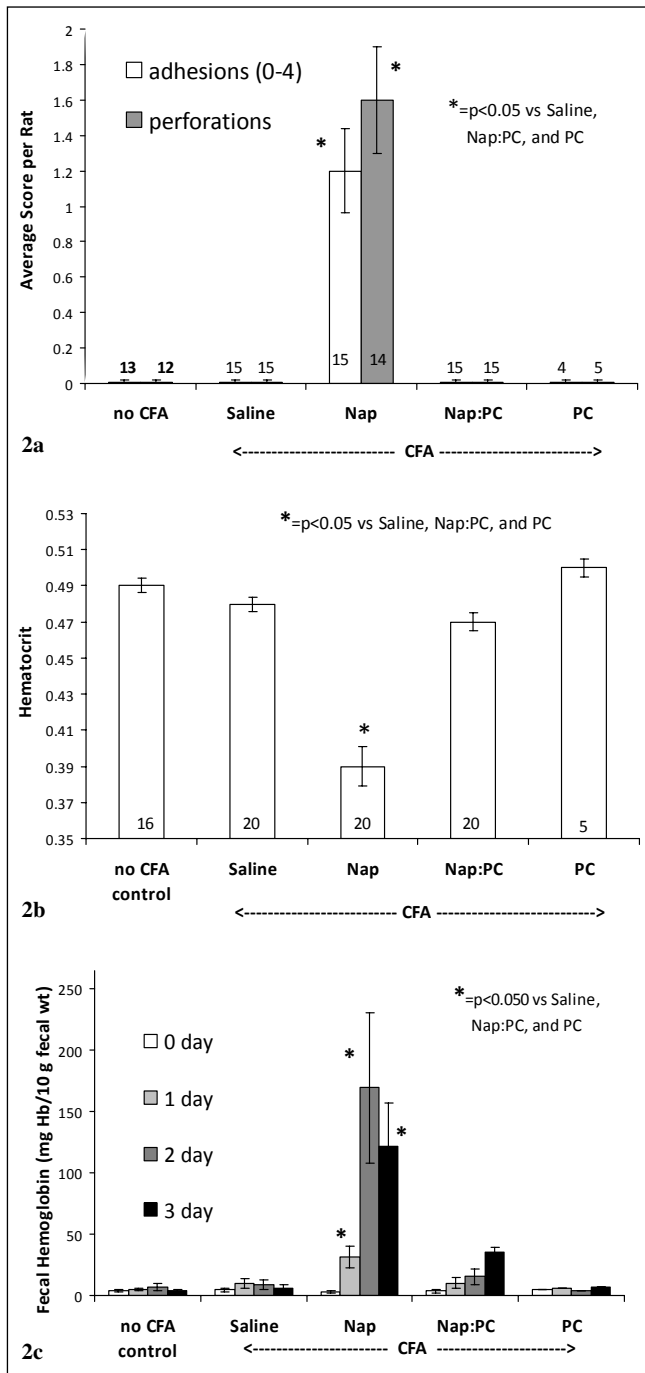 2
1.8
1.6
1.4
1.2
1
0.8
0.6
0.4
0.2
0
Average Score per Rat
adhesions (0-4)
perforations
*
*
*=p<0.05 vs Saline,
Nap:PC, and PC
13 12 15 15 15 14 15 15 4 5
no CFA Saline Nap Nap:PC PC
2a
<----------------------- CFA ----------------------->
0.53
0.51
0.49
0.47
0.45
0.43
0.41
0.39
0.37
0.35
Hematocrit
*=p<0.05 vs Saline, Nap:PC, and PC
*
16 20 20 20 5
no CFA Saline Nap Nap:PC PC
control
2b
<----------------------- CFA ----------------------->
250
200
150
100
50
0
Fecal Hemoglobin (mg Hb/10 g fecal wt)
0 day
1 day
2 day
3 day
*
*
*
*=p<0.050 vs Saline,
Nap:PC, and PC
no CFA Saline Nap Nap:PC PC
control
2c
<----------------------- CFA ----------------------->